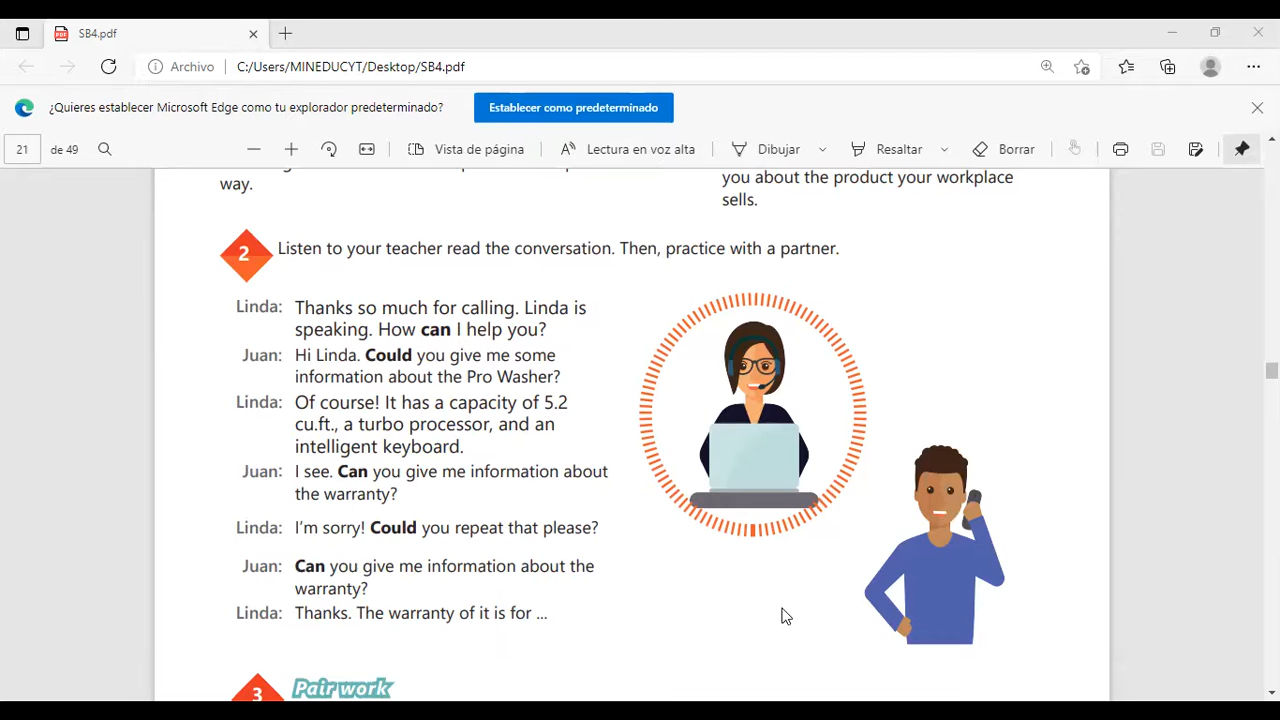 SB4.pdf
Archivo C:/Users/MINEDUCYT/Desktop/SB4.pdf
¿Quieres establecer Microsoft Edge como tu explorador predeterminado? Establecer como predeterminado
21 de 49 Vista de página Lectura en voz alta Dibujar Resaltar Borrar
way.
you about the product your workplace
sells.
2 Listen to your teacher read the conversation. Then, practice with a partner.
Linda: Thanks so much for calling. Linda is
speaking. How can I help you?
Juan: Hi Linda. Could you give me some
information about the Pro Washer?
Linda: Of course! It has a capacity of 5.2
cu.ft., a turbo processor, and an
intelligent keyboard.
Juan: I see. Can you give me information about
the warranty?
Linda: I'm sorry! Could you repeat that please?
Juan: Can you give me information about the
warranty?
Linda: Thanks. The warranty of it is for ...
3 Pair work